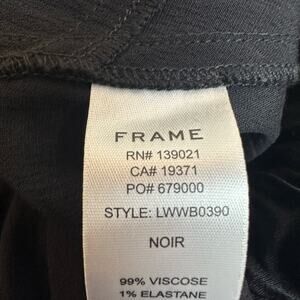 FRAME
RN# 139021
CA# 19371
PO# 679000
STYLE: LWWB0390
NOIR
99% VISCOSE
1% ELASTANE